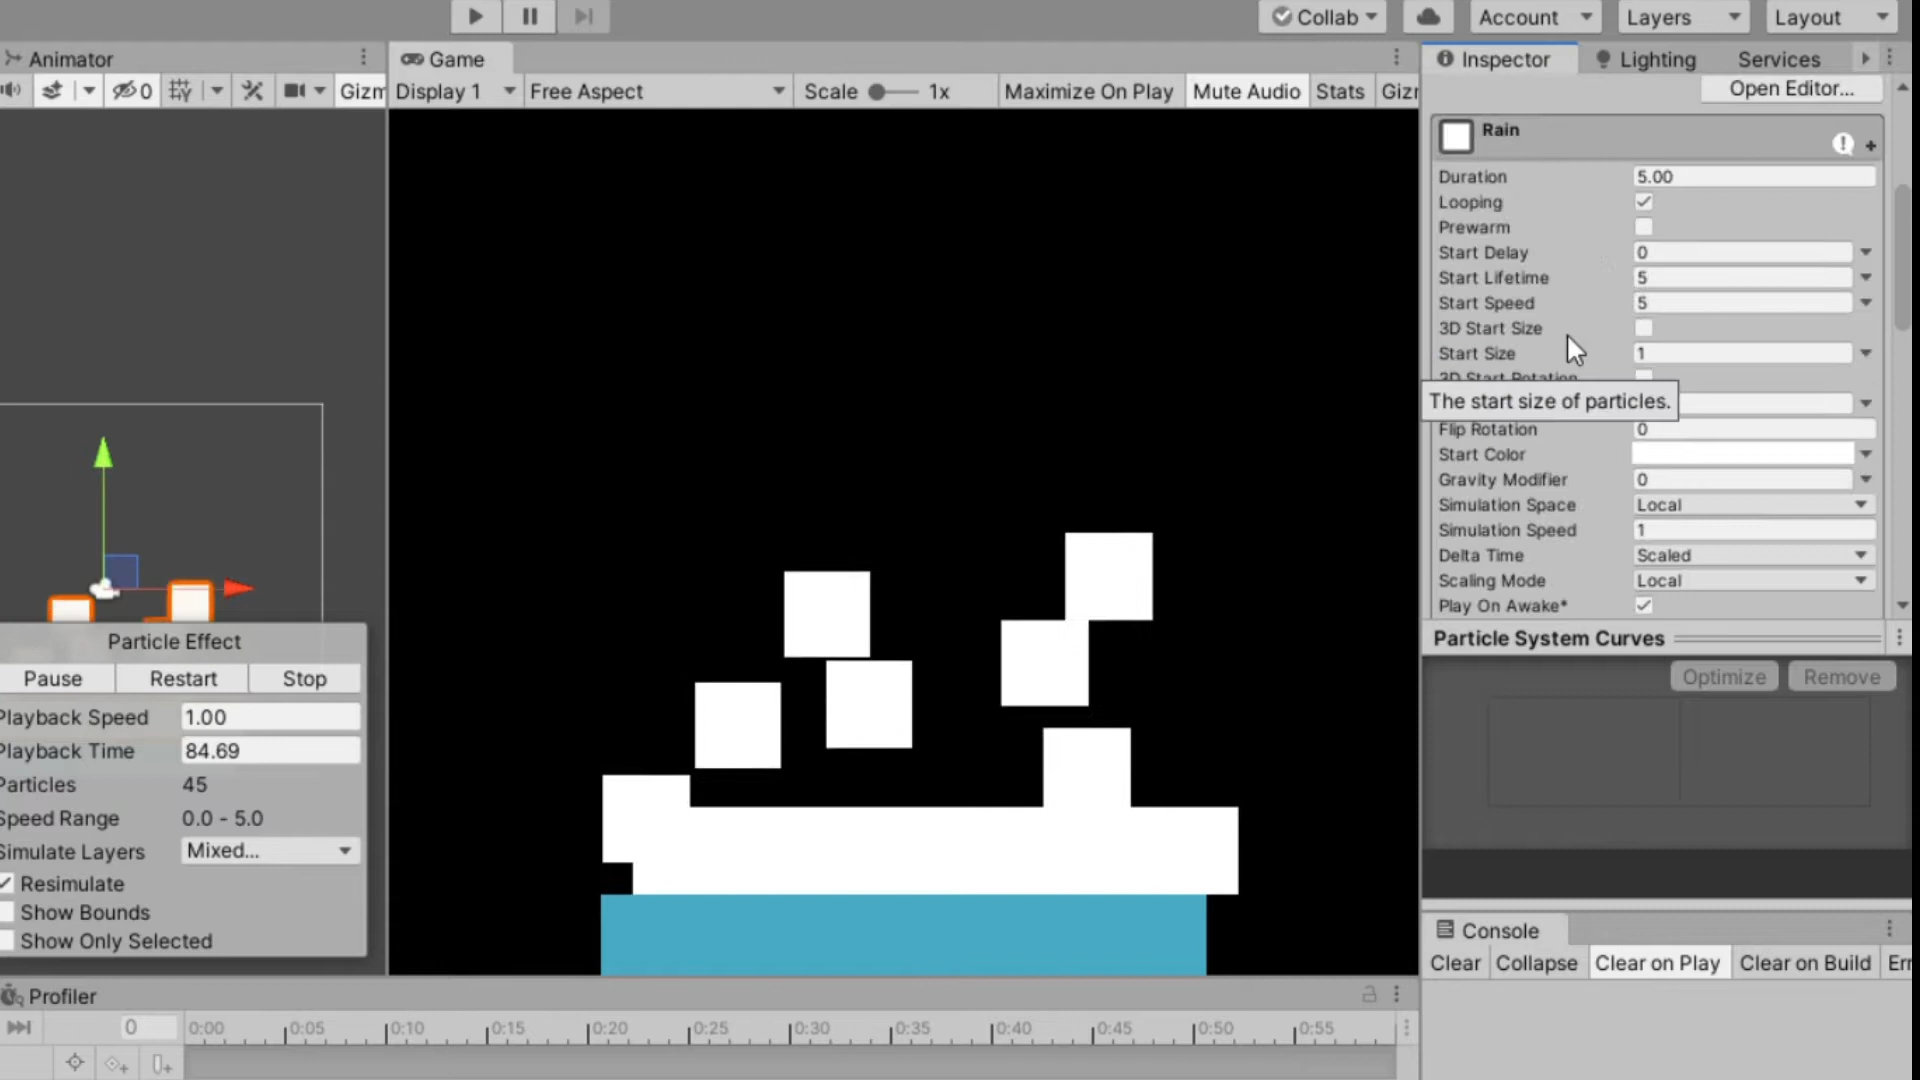 Collab
Account
Layers
Layout
Animator
Game
Inspector
Lighting
Services
0
Gizm
Display 1
Free Aspect
Scale
1x
Maximize On Play
Mute Audio
Stats
Giz
Open Editor...
Rain
Duration
5.00
Looping
Prewarm
Start Delay
0
Start Lifetime
5
Start Speed
5
3D Start Size
Start Size
1
3D Start Rotation
The start size of particles.
Flip Rotation
0
Start Color
Gravity Modifier
0
Simulation Space
Local
Simulation Speed
1
Delta Time
Scaled
Scaling Mode
Local
Play On Awake*
Particle System Curves
Optimize
Remove
Particle Effect
Pause
Restart
Stop
Playback Speed
1.00
Playback Time
84.69
Particles
45
Speed Range
0.0 - 5.0
Simulate Layers
Mixed...
Resimulate
Show Bounds
Show Only Selected
Console
Clear
Collapse
Clear on Play
Clear on Build
Err
Profiler
0
0:00
0:05
0:10
0:15
0:20
0:25
0:30
0:35
0:40
0:45
0:50
0:55